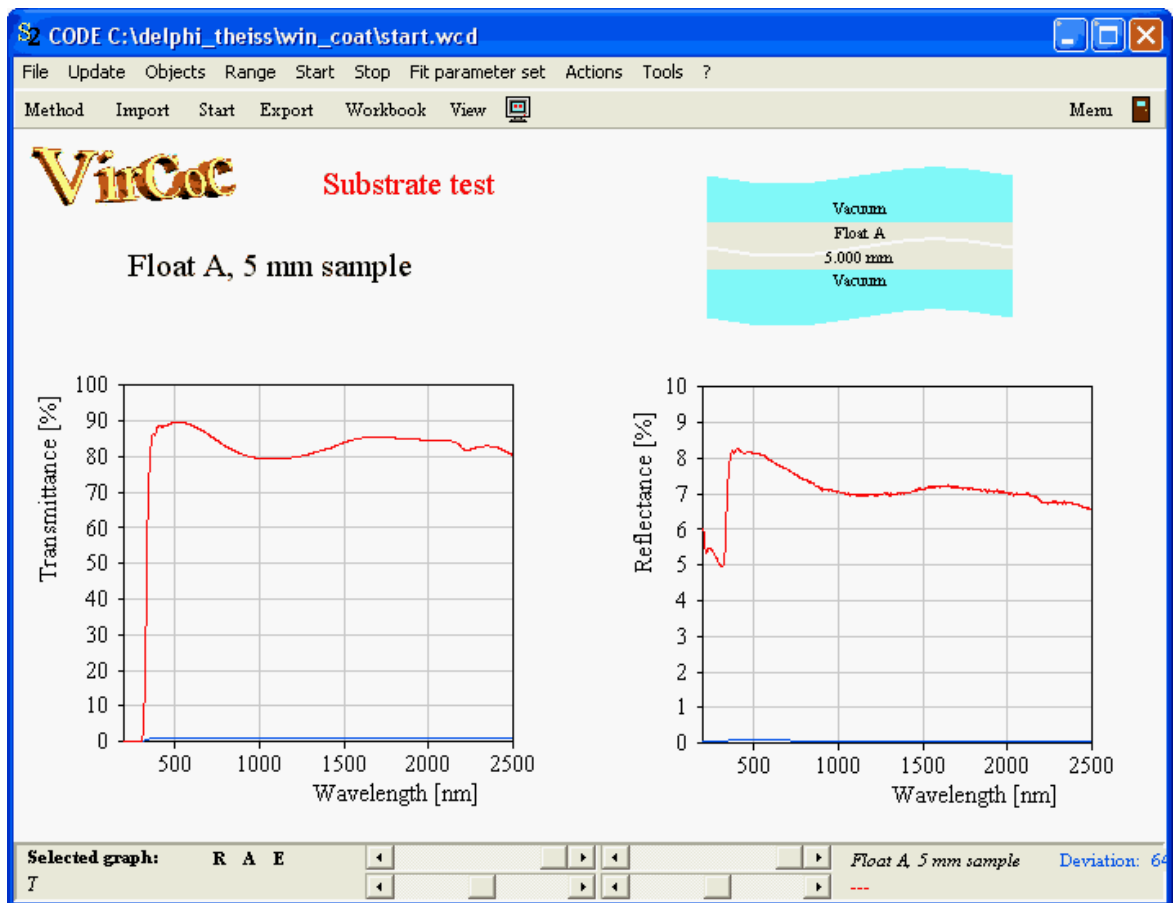 CODE C:\delphi_theiss\win_coat\start.wcd
File Update Objects Range Start Stop Fit parameter set Actions Tools ?
Method Import Start Export Workbook View Menu
VirCoC
Substrate test
Float A, 5 mm sample
Vacuum
Float A
5.000 mm
Vacuum
Transmittance [%]
100
90
80
70
60
50
40
30
20
10
0
500 1000 1500 2000 2500
Wavelength [nm]
Reflectance [%]
10
9
8
7
6
5
4
3
2
1
0
500 1000 1500 2000 2500
Wavelength [nm]
Selected graph: R A E
T
Float A, 5 mm sample
---
Deviation: 64